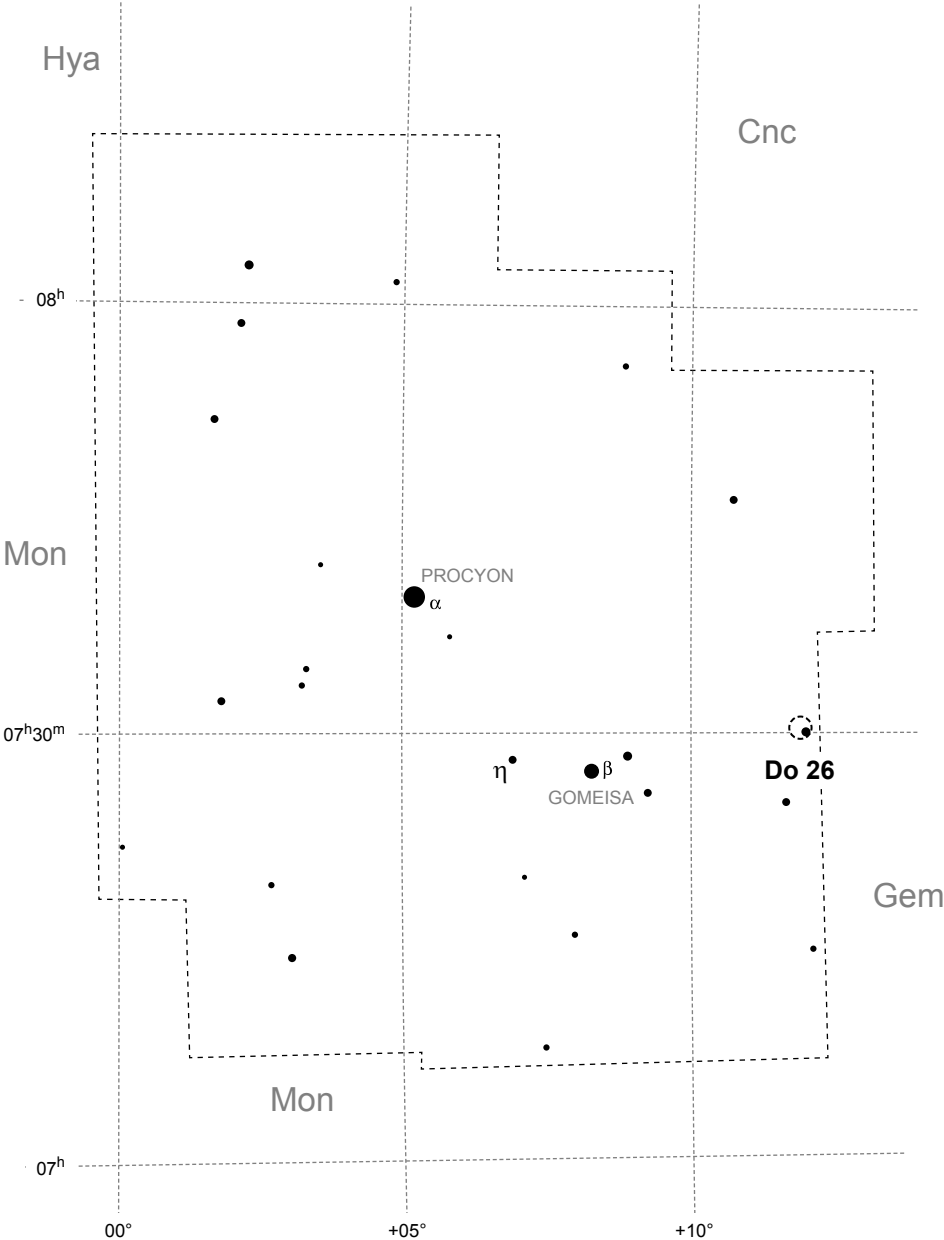 Hya
Cnc
08h
Mon
PROCYON
α
07h30m
η
β
GOMEISA
Do 26
Gem
Mon
07h
00°
+05°
+10°